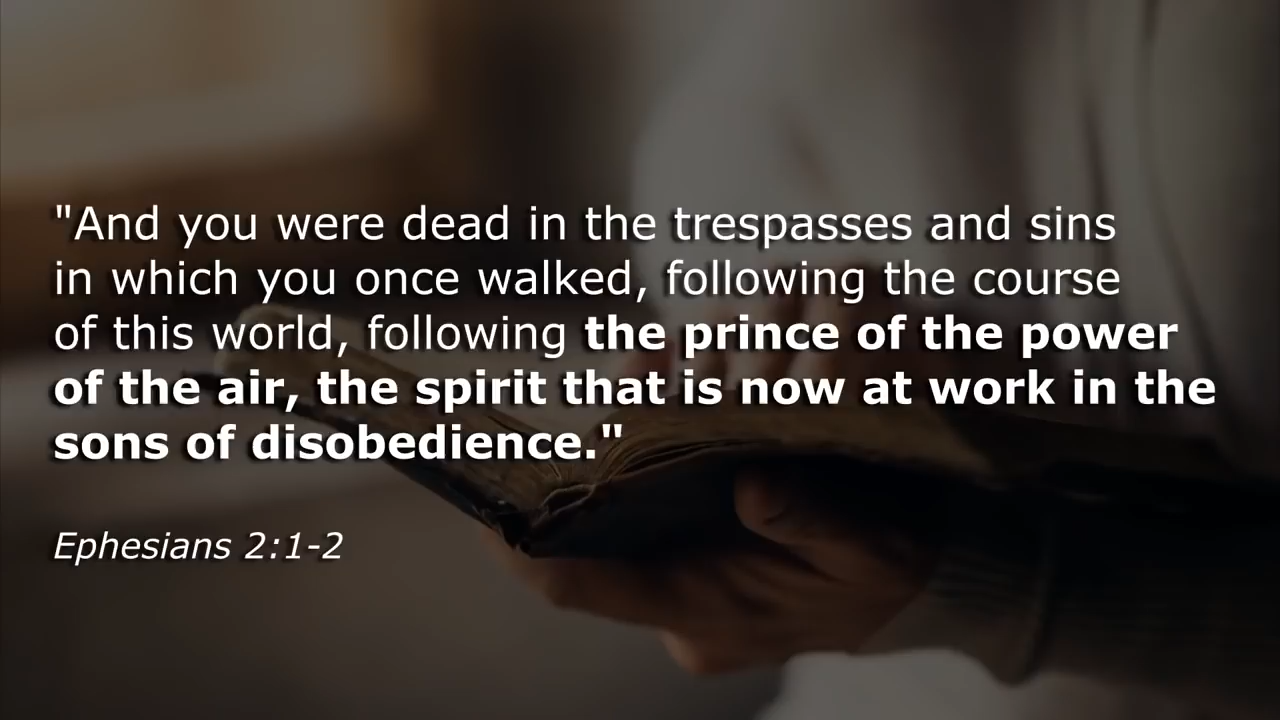 "And you were dead in the trespasses and sins
in which you once walked, following the course
of this world, following the prince of the power
of the air, the spirit that is now at work in the
sons of disobedience."
Ephesians 2:1-2